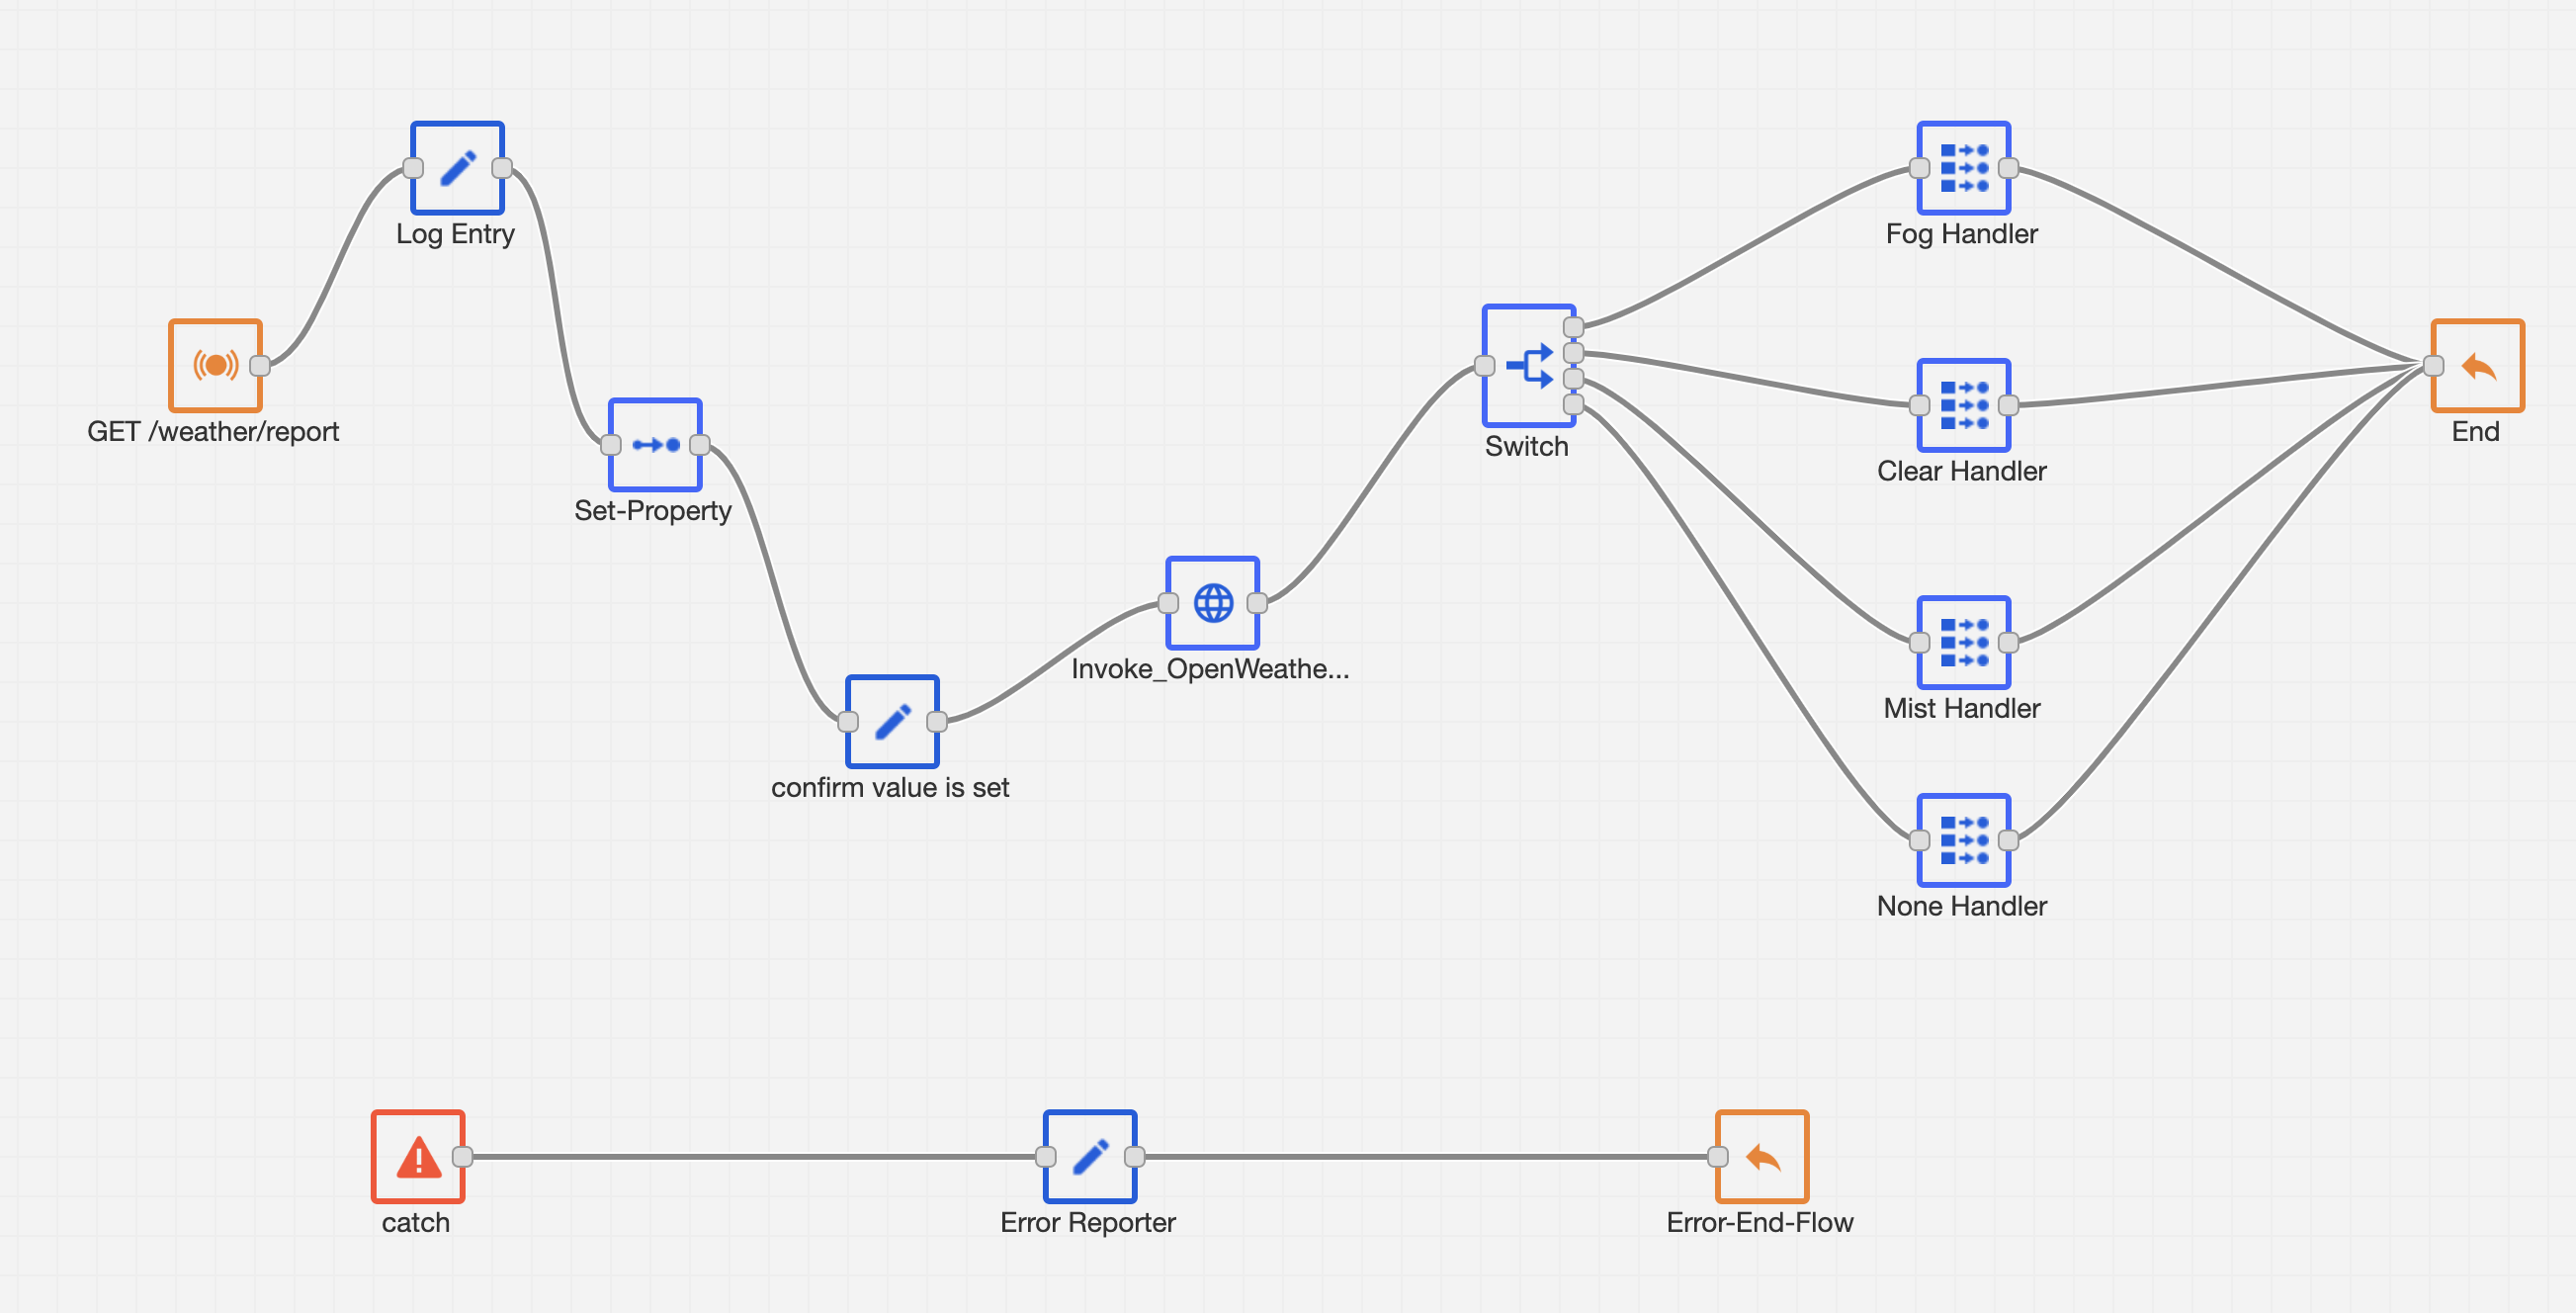 Log Entry
Fog Handler
GET /weather/report
Set-Property
Switch
Clear Handler
End
Invoke_OpenWeathe...
confirm value is set
Mist Handler
None Handler
catch
Error Reporter
Error-End-Flow